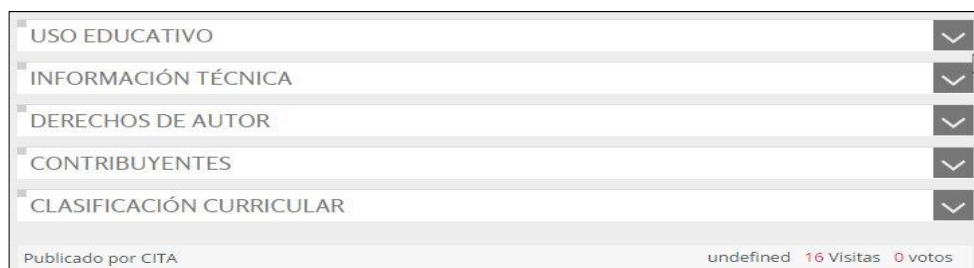 USO EDUCATIVO
INFORMACIÓN TÉCNICA
DERECHOS DE AUTOR
CONTRIBUYENTES
CLASIFICACIÓN CURRICULAR
Publicado por CITA undefined 16 Visitas 0 votos